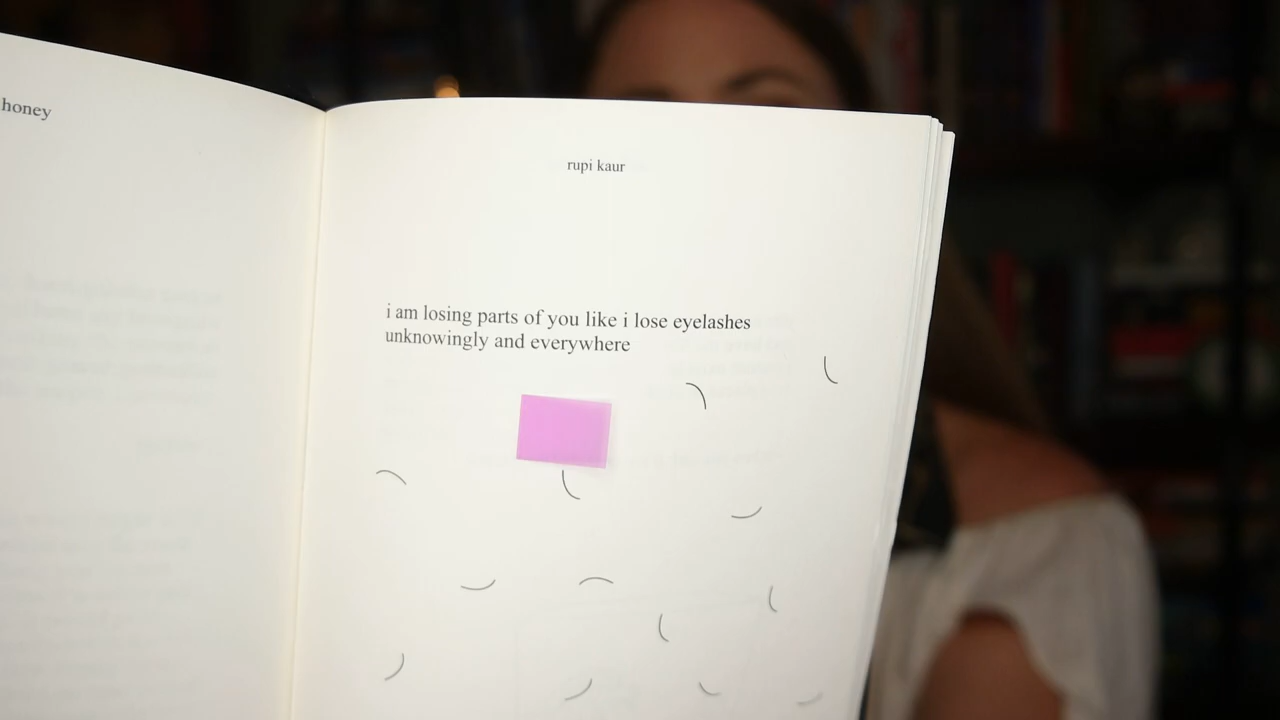 honey
rupi kaur
i am losing parts of you like i lose eyelashes
unknowingly and everywhere